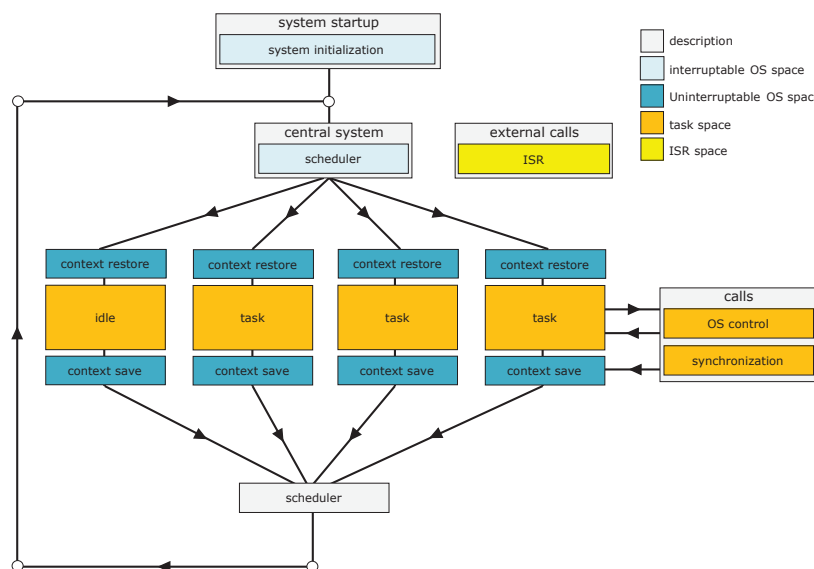 system startup
system initialization
description
interruptable OS space
Uninterruptable OS spac
task space
ISR space
central system
scheduler
external calls
ISR
context restore
context restore
context restore
context restore
idle
task
task
task
calls
OS control
synchronization
context save
context save
context save
context save
scheduler